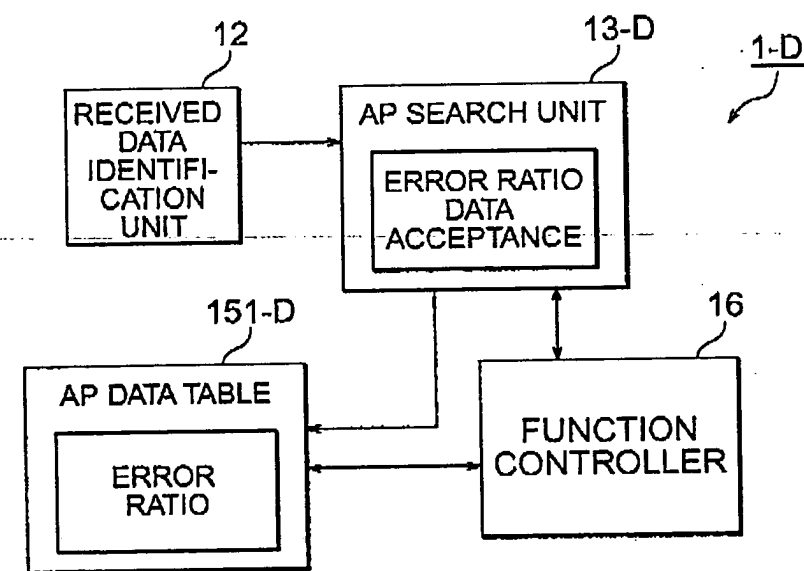 12
13-D
1-D
RECEIVED
DATA
IDENTIFI-
CATION
UNIT
AP SEARCH UNIT
ERROR RATIO
DATA
ACCEPTANCE
151-D
16
AP DATA TABLE
ERROR
RATIO
FUNCTION
CONTROLLER